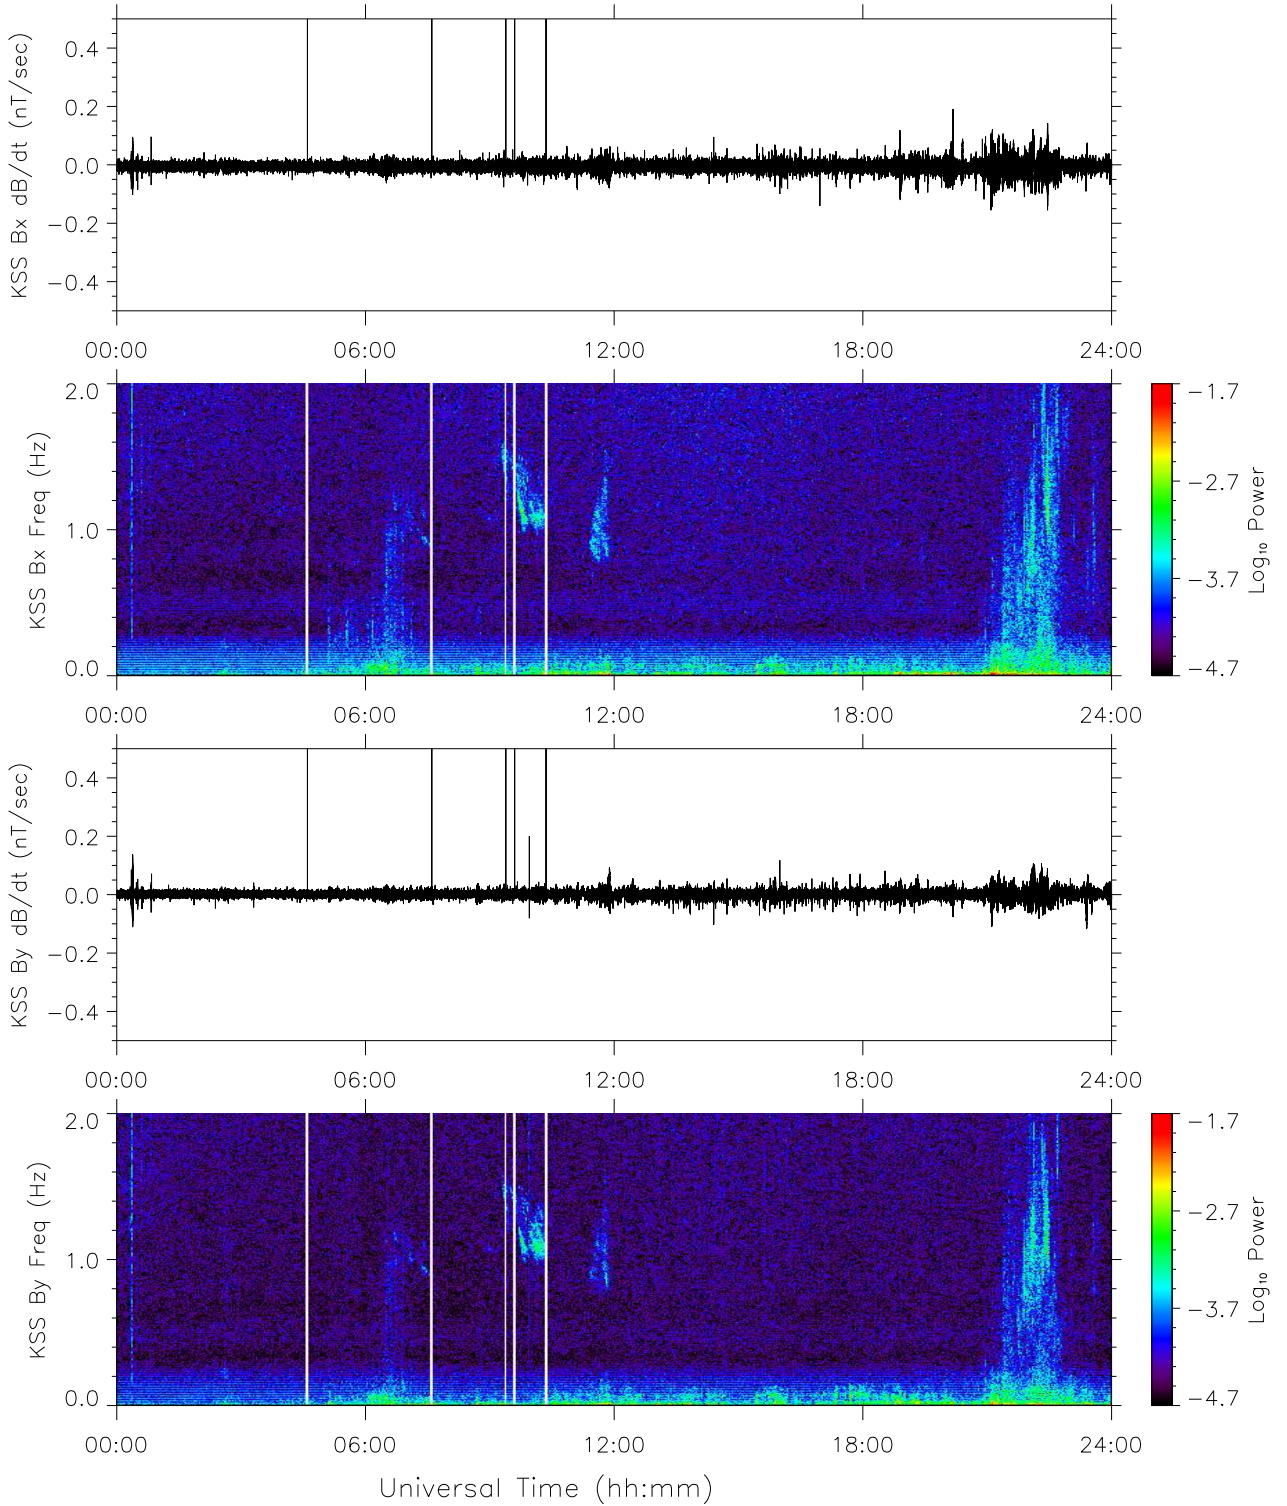 KSS Bx dB/dt (nT/sec)
0.4
0.2
0.0
−0.2
−0.4
00:00 06:00 12:00 18:00 24:00
KSS Bx Freq (Hz)
2.0
1.0
0.0
−1.7
−2.7
−3.7
−4.7
Log₁₀ Power
00:00 06:00 12:00 18:00 24:00
KSS By dB/dt (nT/sec)
0.4
0.2
0.0
−0.2
−0.4
00:00 06:00 12:00 18:00 24:00
KSS By Freq (Hz)
2.0
1.0
0.0
−1.7
−2.7
−3.7
−4.7
Log₁₀ Power
00:00 06:00 12:00 18:00 24:00
Universal Time (hh:mm)